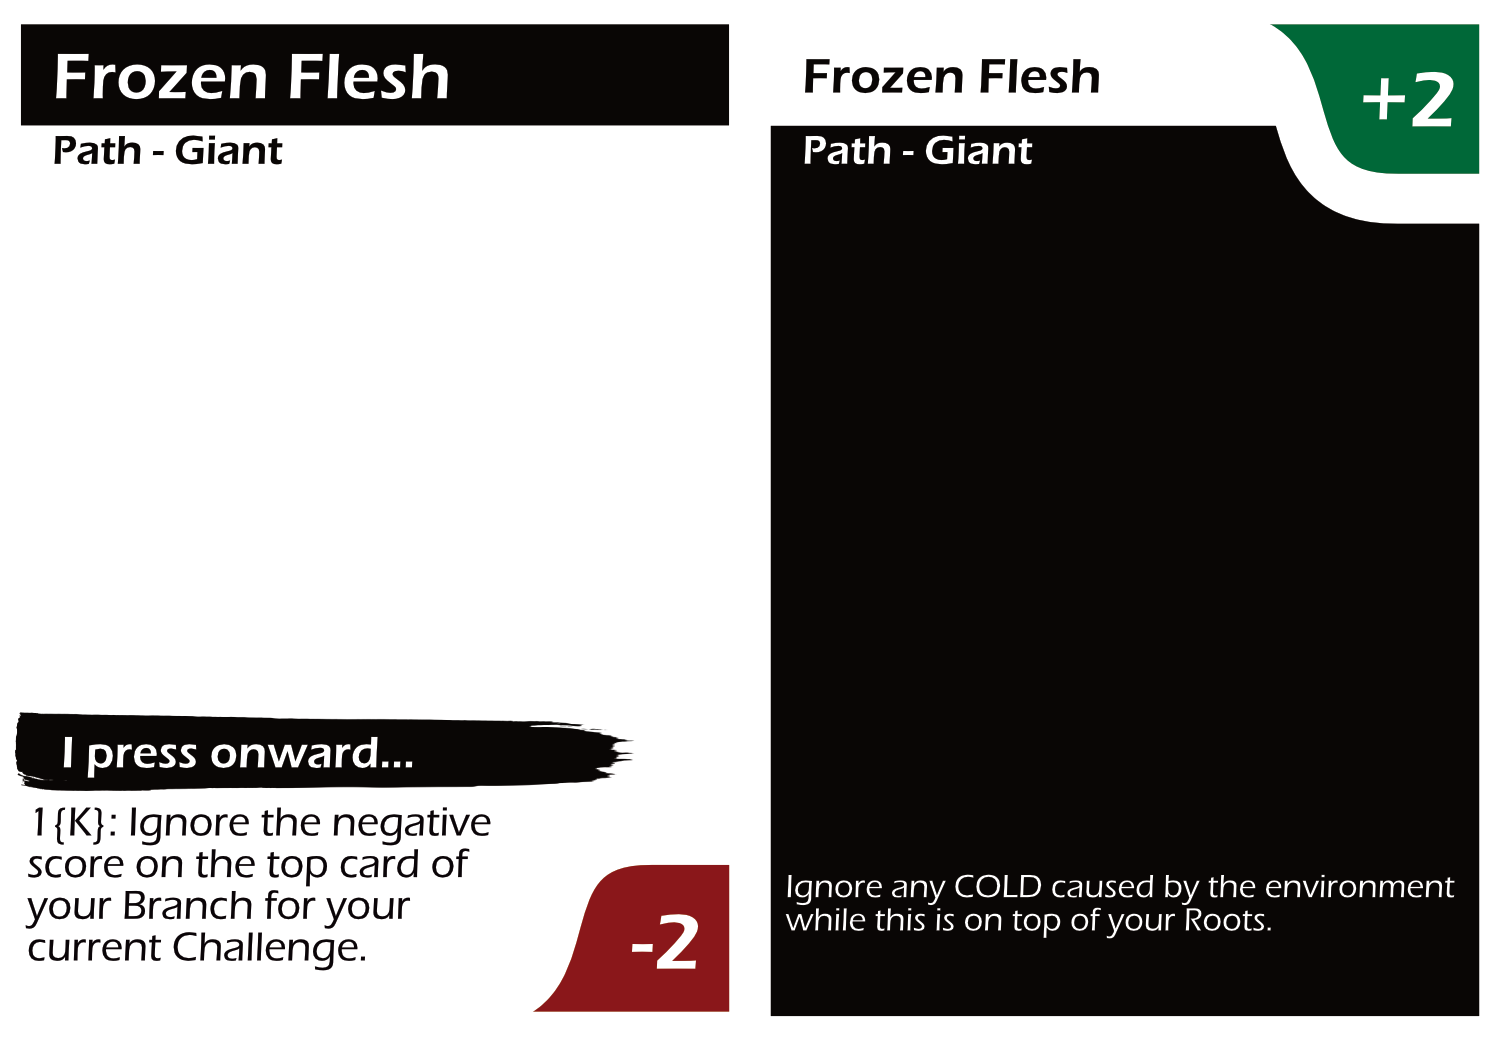 Frozen Flesh
Path - Giant
I press onward...
1{K}: Ignore the negative
score on the top card of
your Branch for your
current Challenge.
-2
Frozen Flesh
+2
Path - Giant
Ignore any COLD caused by the environment
while this is on top of your Roots.